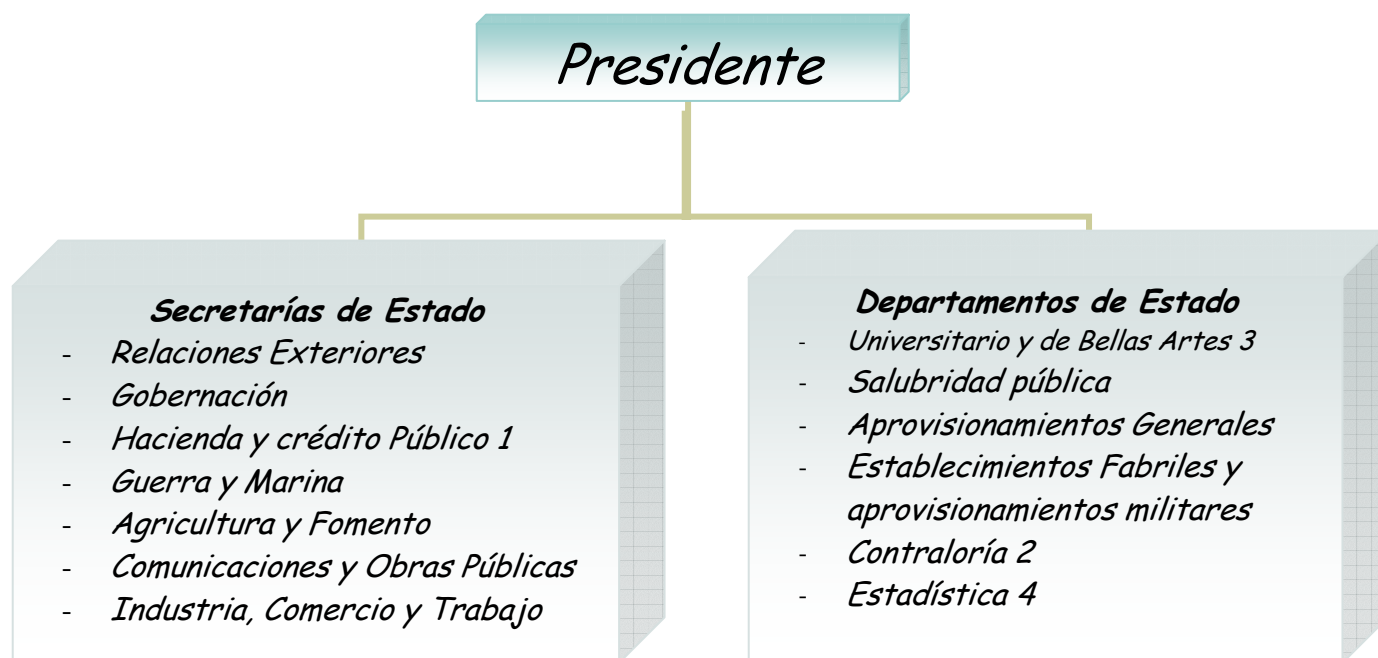 Presidente
Secretarías de Estado
- Relaciones Exteriores
- Gobernación
- Hacienda y crédito Público 1
- Guerra y Marina
- Agricultura y Fomento
- Comunicaciones y Obras Públicas
- Industria, Comercio y Trabajo
Departamentos de Estado
- Universitario y de Bellas Artes 3
- Salubridad pública
- Aprovisionamientos Generales
- Establecimientos Fabriles y
aprovisionamientos militares
- Contraloría 2
- Estadística 4